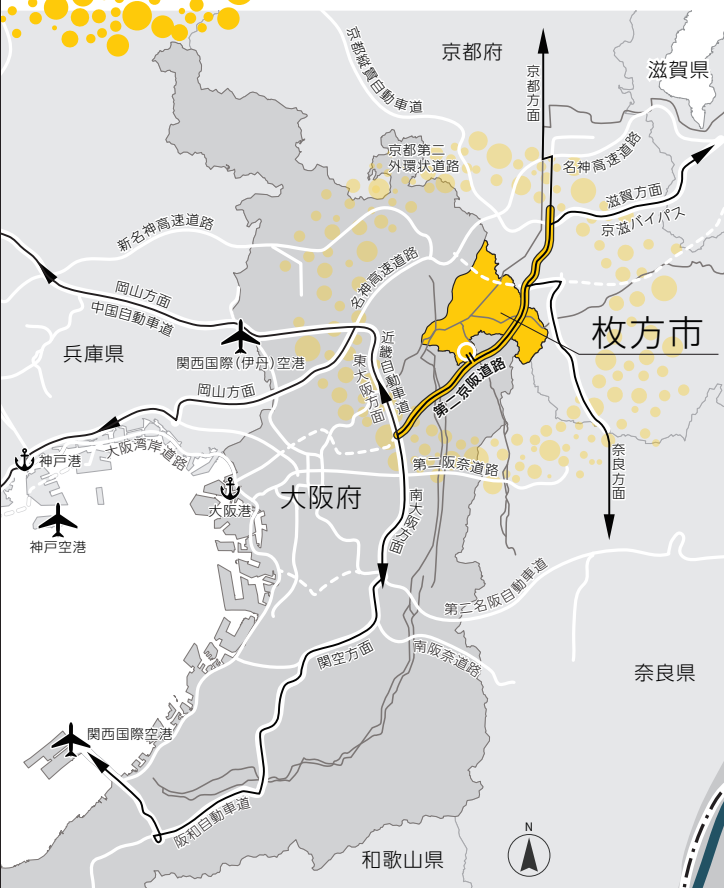 京都府
滋賀県
京都縦貫自動車道
京都方面
京都第二
外環状道路
名神高速道路
滋賀方面
京滋バイパス
新名神高速道路
名神高速道路
岡山方面
中国自動車道
枚方市
兵庫県
関西国際(伊丹)空港
近畿自動車道
東大阪方面
第二京阪道路
岡山方面
大阪湾岸道路
神戸港
第二阪奈道路
奈良方面
大阪港
大阪府
南大阪方面
神戸空港
第二名阪自動車道
関空方面
南阪奈道路
奈良県
関西国際空港
阪和自動車道
N
和歌山県